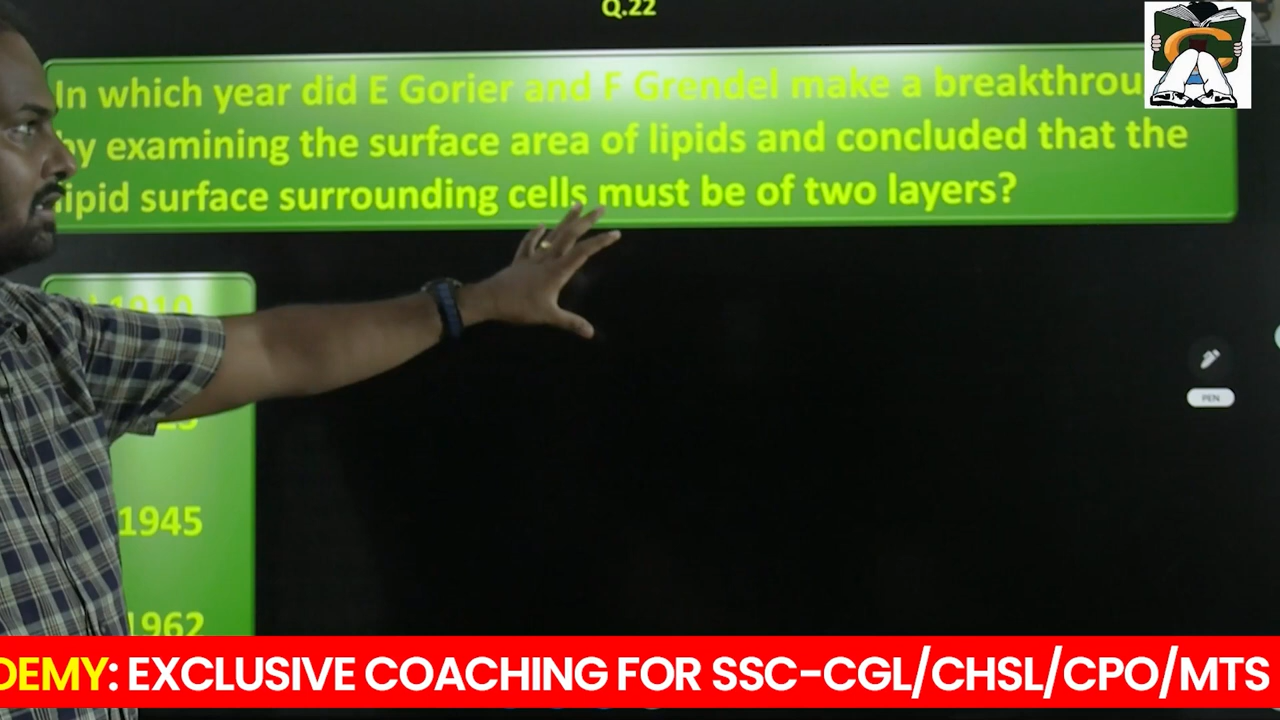 Q.22
In which year did E Gorier and F Grendel make a breakthrou
by examining the surface area of lipids and concluded that the
lipid surface surrounding cells must be of two layers?
1910
1945
1962
PEN
DEMY: EXCLUSIVE COACHING FOR SSC-CGL/CHSL/CPO/MTS